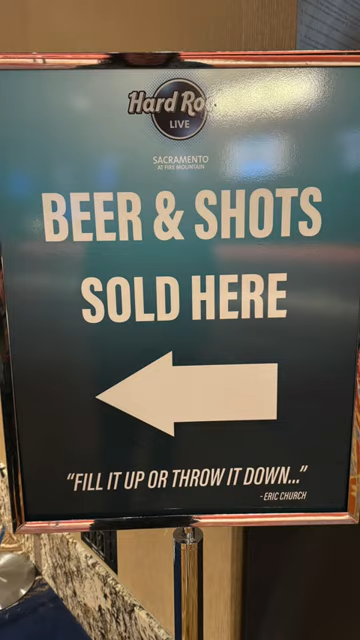 Hard Ro
LIVE
SACRAMENTO
AT FIRE MOUNTAIN
BEER & SHOTS
SOLD HERE
“FILL IT UP OR THROW IT DOWN...”
- ERIC CHURCH